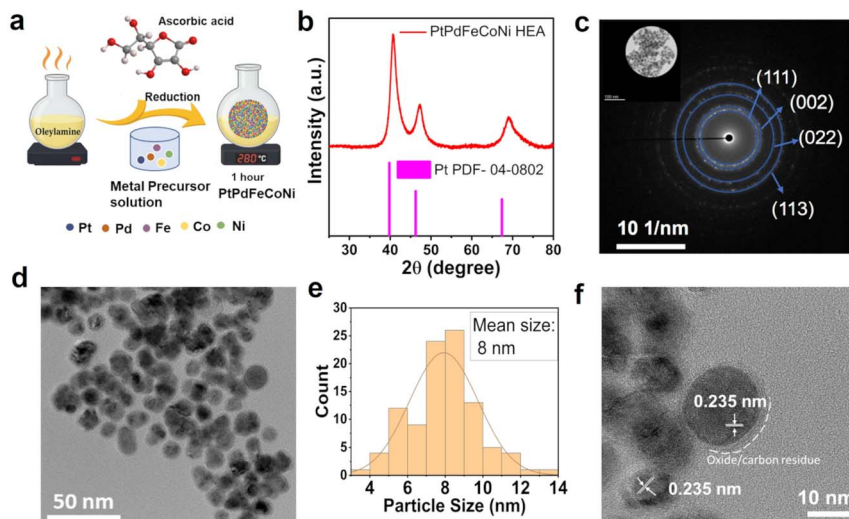 a
Ascorbic acid
Reduction
Oleylamine
Metal Precursor
solution
280 °C
1 hour
PtPdFeCoNi
Pt Pd Fe Co Ni
b
Intensity (a.u.)
PtPdFeCoNi HEA
Pt PDF- 04-0802
30 40 50 60 70 80
2θ (degree)
c
(111)
(002)
(022)
(113)
10 1/nm
d
50 nm
e
Count
30
25
20
15
10
5
0
Mean size:
8 nm
4 6 8 10 12 14
Particle Size (nm)
f
0.235 nm
Oxide/carbon residue
0.235 nm
10 nm